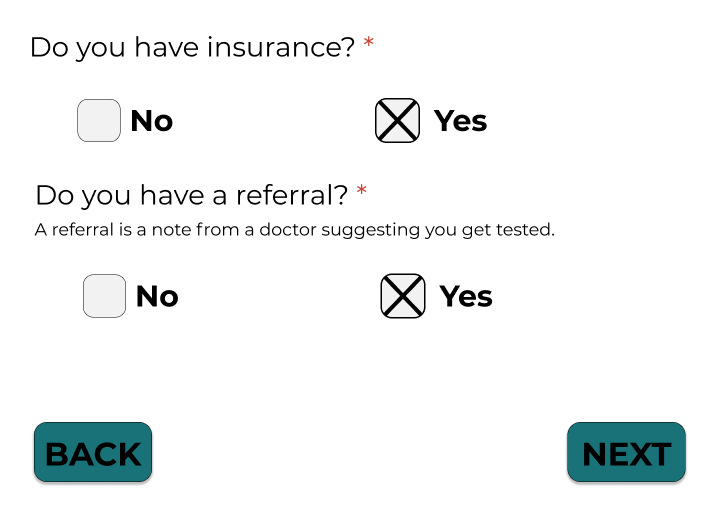 Do you have insurance? *
No Yes
Do you have a referral? *
A referral is a note from a doctor suggesting you get tested.
No Yes
BACK NEXT